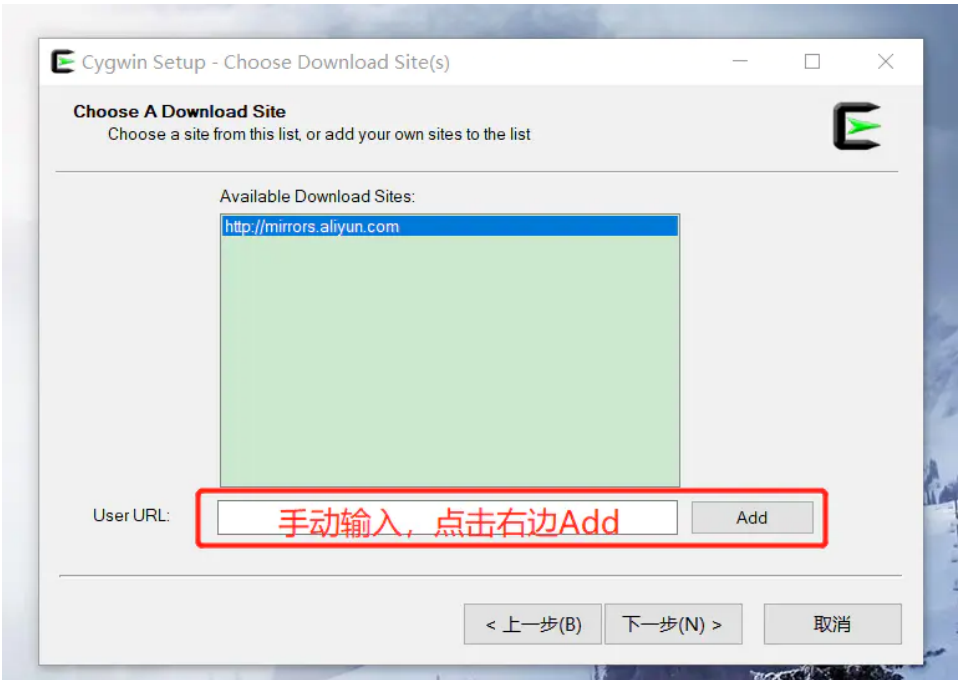 Cygwin Setup - Choose Download Site(s)
Choose A Download Site
Choose a site from this list, or add your own sites to the list
Available Download Sites:
http://mirrors.aliyun.com
User URL:
手动输入，点击右边Add
Add
< 上一步(B)
下一步(N) >
取消